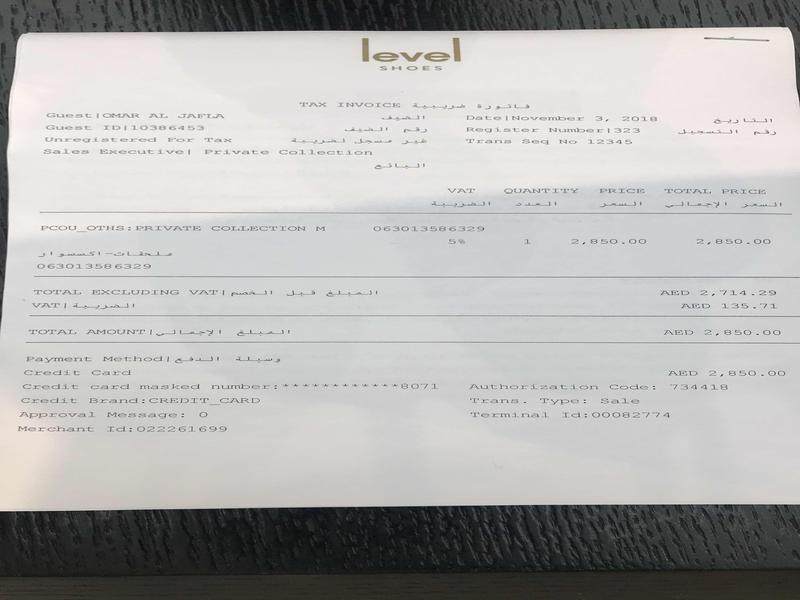 level
SHOES
TAX INVOICE فاتورة ضريبية
Guest|OMAR AL JAFLA الضيف Date|November 3, 2018 التاريخ
Guest ID|10386453 رقم الضيف Register Number|323 رقم التسجيل
Unregistered For Tax غير مسجل لضريبة Trans Seq No 12345
Sales Executive| Private Collection
البائع
VAT QUANTITY PRICE TOTAL PRICE
الضريبة العدد السعر السعر الإجمالي
PCOU_OTHS:PRIVATE COLLECTION M 063013586329
5% 1 2,850.00 2,850.00
ملحقات-اكسسوار
063013586329
TOTAL EXCLUDING VAT|المبلغ قبل الخصم AED 2,714.29
VAT|الضريبة AED 135.71
TOTAL AMOUNT|المبلغ الإجمالي AED 2,850.00
Payment Method|وسيلة الدفع
Credit Card AED 2,850.00
Credit card masked number:************8071 Authorization Code: 734418
Credit Brand:CREDIT_CARD Trans. Type: Sale
Approval Message: 0 Terminal Id:00082774
Merchant Id:022261699